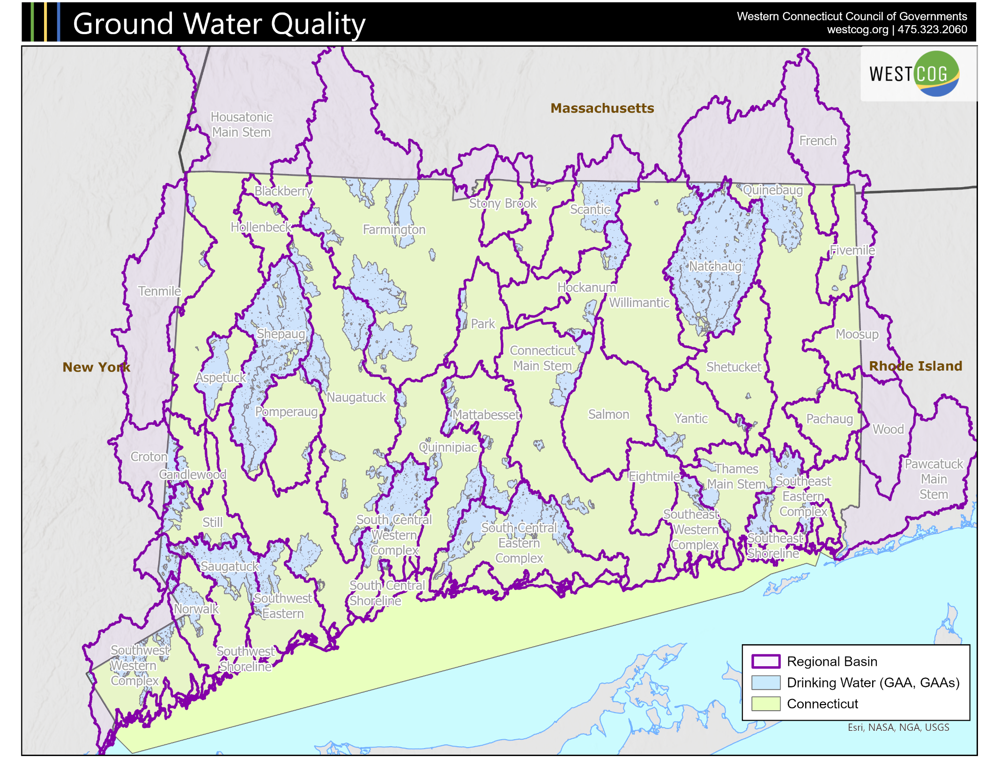 Ground Water Quality
Western Connecticut Council of Governments
westcog.org | 475.323.2060
WESTCOG
Massachusetts
Housatonic
Main Stem
French
Blackberry
Quinebaug
Stony Brook
Scantic
Hollenbeck
Farmington
Fivemile
Natchaug
Tenmile
Hockanum
Willimantic
Park
Shepaug
Moosup
Connecticut
Main Stem
New York
Rhode Island
Shetucket
Aspetuck
Naugatuck
Pomperaug
Mattabesset
Salmon
Yantic
Pachaug
Wood
Quinnipiac
Croton
Candlewood
Eightmile
Thames
Main Stem
Pawcatuck
Main
Stem
Southeast
Eastern
Complex
Still
South Central
Western
Complex
South Central
Eastern
Complex
Southeast
Western
Complex
Southeast
Shoreline
Saugatuck
South Central
Shoreline
Southwest
Eastern
Norwalk
Southwest
Western
Complex
Southwest
Shoreline
Regional Basin
Drinking Water (GAA, GAAs)
Connecticut
Esri, NASA, NGA, USGS